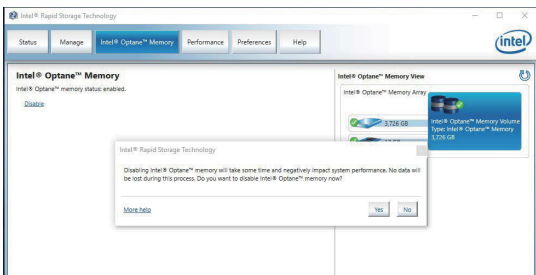 Intel® Rapid Storage Technology
Status
Manage
Intel® Optane™ Memory
Performance
Preferences
Help
intel
Intel® Optane™ Memory
Intel® Optane™ memory status: enabled.
Disable
Intel® Optane™ Memory View
Intel® Optane™ Memory Array
3,726 GB
Intel® Optane™ Memory Volume
Type: Intel® Optane™ Memory
3,726 GB
Intel® Rapid Storage Technology
Disabling Intel® Optane™ memory will take some time and negatively impact system performance. No data will
be lost during this process. Do you want to disable Intel® Optane™ memory now?
More help
Yes
No